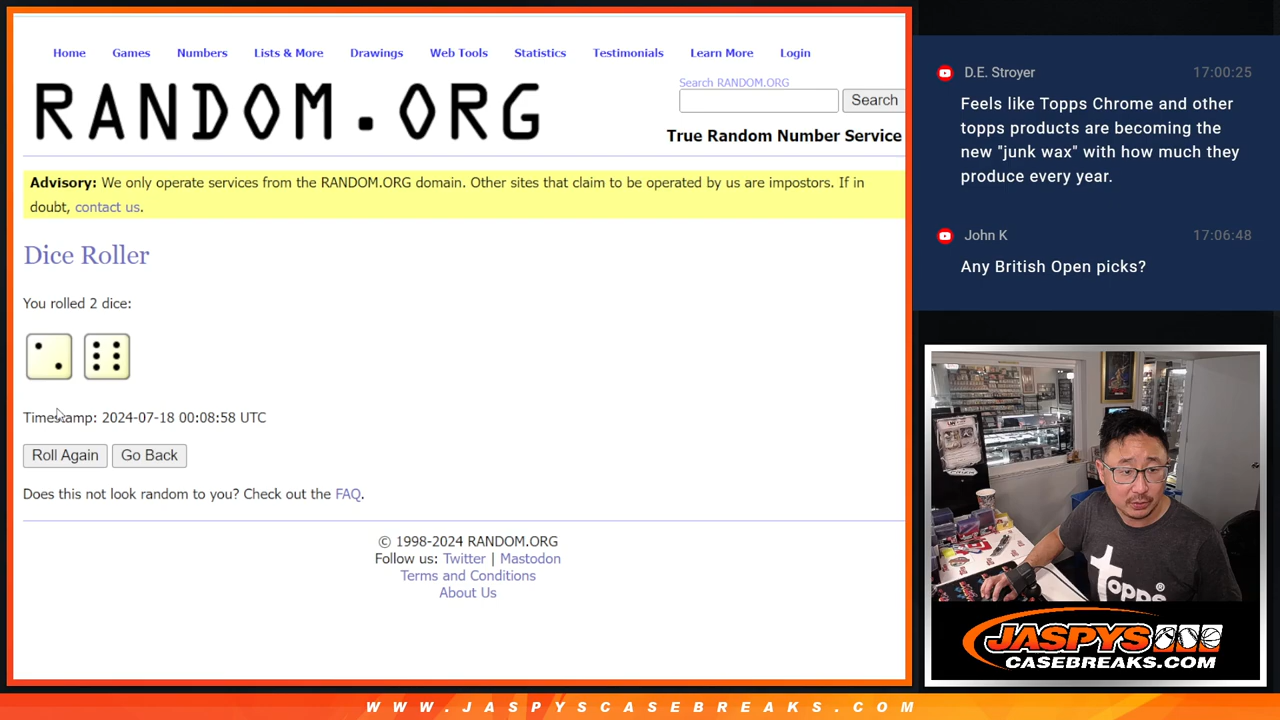 Home Games Numbers Lists & More Drawings Web Tools Statistics Testimonials Learn More Login
RANDOM.ORG
Search RANDOM.ORG
Search
True Random Number Service
Advisory: We only operate services from the RANDOM.ORG domain. Other sites that claim to be operated by us are impostors. If in
doubt, contact us.
Dice Roller
You rolled 2 dice:
Timestamp: 2024-07-18 00:08:58 UTC
Roll Again Go Back
Does this not look random to you? Check out the FAQ.
© 1998-2024 RANDOM.ORG
Follow us: Twitter | Mastodon
Terms and Conditions
About Us
D.E. Stroyer 17:00:25
Feels like Topps Chrome and other
topps products are becoming the
new "junk wax" with how much they
produce every year.
John K 17:06:48
Any British Open picks?
topps®
JASPYS
CASEBREAKS.COM
WWW.JASPYSCASEBREAKS.COM